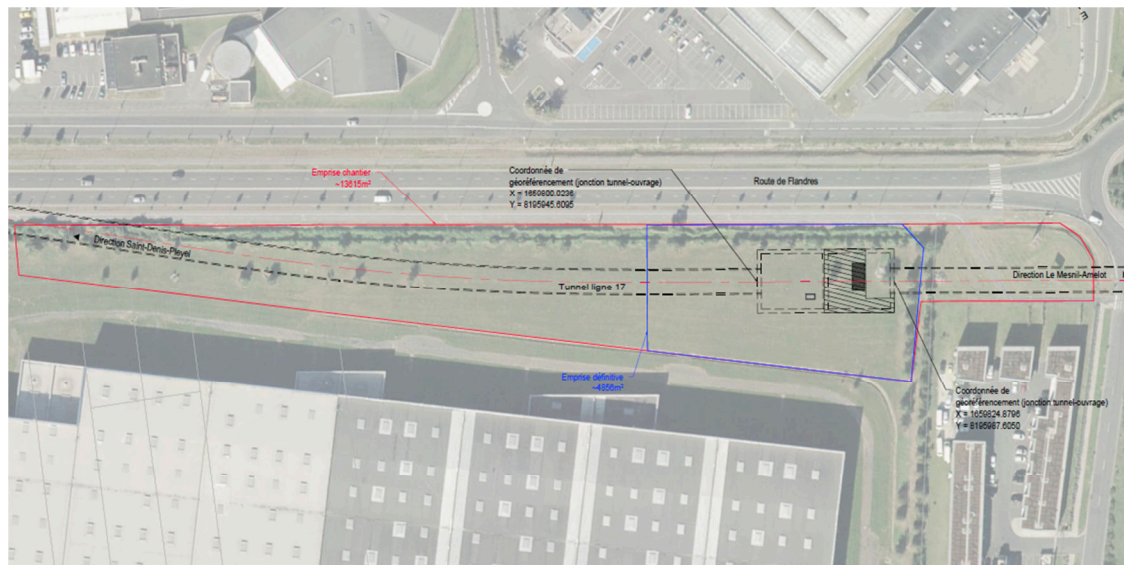 Emprise chantier
~13615m²
Coordonnée de
géoréférencement (jonction tunnel-ouvrage)
X = 1659800.0236
Y = 8195945.6095
Route de Flandres
Direction Saint-Denis-Pleyel
Tunnel ligne 17
Direction Le Mesnil-Amelot
Emprise définitive
~4856m²
Coordonnée de
géoréférencement (jonction tunnel-ouvrage)
X = 1659824.8796
Y = 8195987.6050